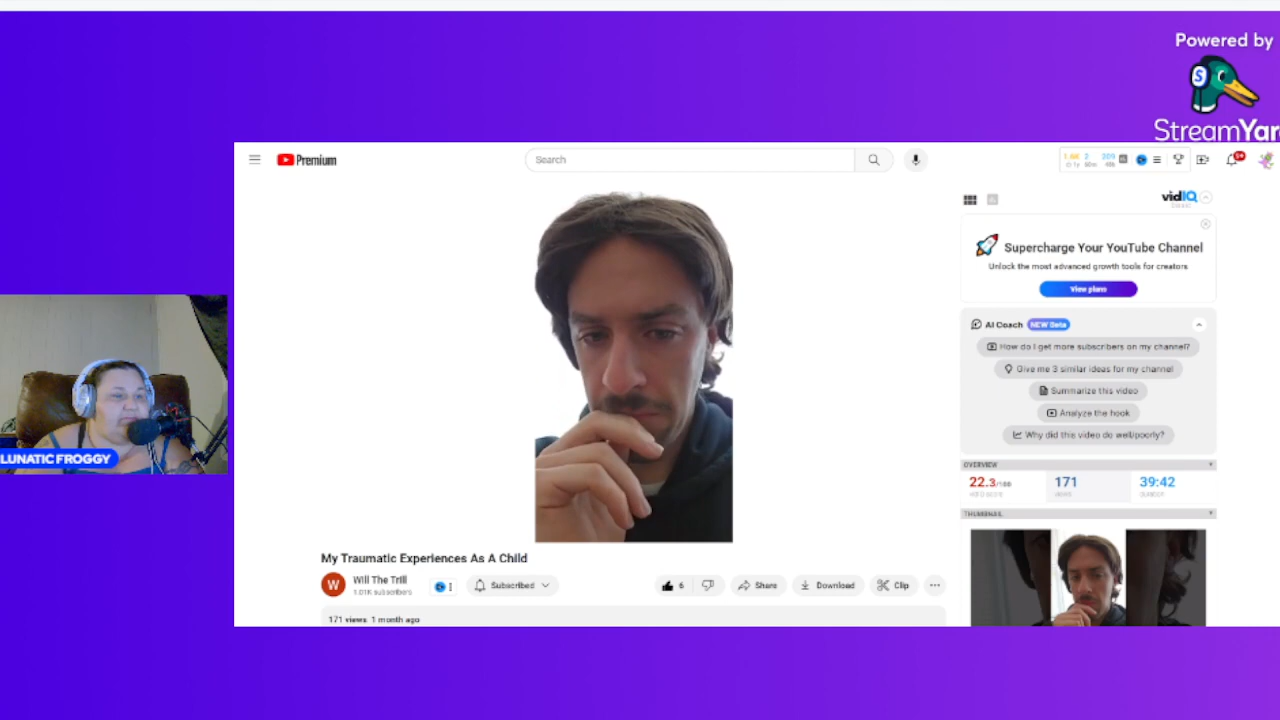 Powered by
StreamYar
Premium
Search
9+
vidIQ
Supercharge Your YouTube Channel
Unlock the most advanced growth tools for creators
View plans
AI Coach NEW Beta
How do I get more subscribers on my channel?
Give me 3 similar ideas for my channel
Summarize this video
Analyze the hook
Why did this video do well/poorly?
LUNATIC FROGGY
OVERVIEW
22.3/100
171
39:42
views
duration
THUMBNAIL
My Traumatic Experiences As A Child
W
Will The Trill
1.01K subscribers
Subscribed
6
Share
Download
Clip
171 views 1 month ago